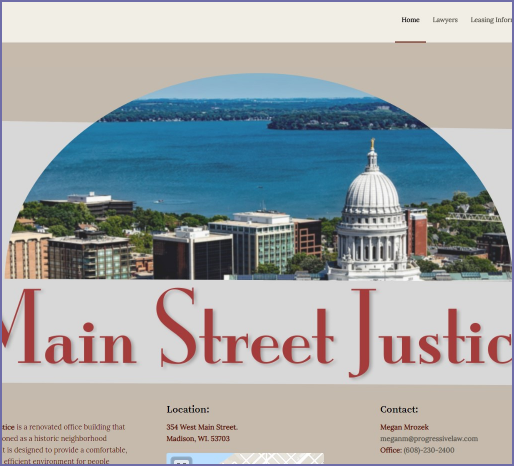 Home Lawyers Leasing
Main Street Justic
Location:
354 West Main Street.
Madison, WI. 53703
Contact:
Megan Mrozek
meganm@progressivelaw.com
Office: (608)-230-2400
tice is a renovated office building that
oned as a historic neighborhood
t is designed to provide a comfortable,
efficient environment for people